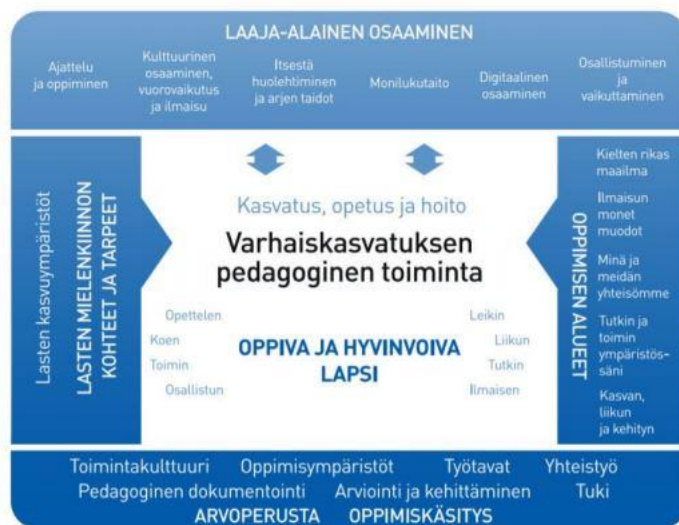 LAAJA-ALAINEN OSAAMINEN
Ajattelu
ja oppiminen
Kulttuurinen
osaaminen,
vuorovaikutus
ja ilmaisu
Itsestä
huolehtiminen
ja arjen taidot
Monilukutaito
Digitaalinen
osaaminen
Osallistuminen
ja
vaikuttaminen
Lasten kasvuympäristöt
LASTEN MIELENKIINNON
KOHTEET JA TARPEET
Kasvatus, opetus ja hoito
Varhaiskasvatuksen
pedagoginen toiminta
Opettelen
Koen
Toimin
Osallistun
OPPIVA JA HYVINVOIVA
LAPSI
Leikin
Liikun
Tutkin
Ilmaisen
OPPIMISEN ALUEET
Kielten rikas
maailma
Ilmaisun
monet
muodot
Minä ja
meidän
yhteisömme
Tutkin ja
toimin
ympäristös-
säni
Kasvan,
liikun
ja kehityn
Toimintakulttuuri Oppimisympäristöt Työtavat Yhteistyö
Pedagoginen dokumentointi Arviointi ja kehittäminen Tuki
ARVOPERUSTA OPPIMISKÄSITYS